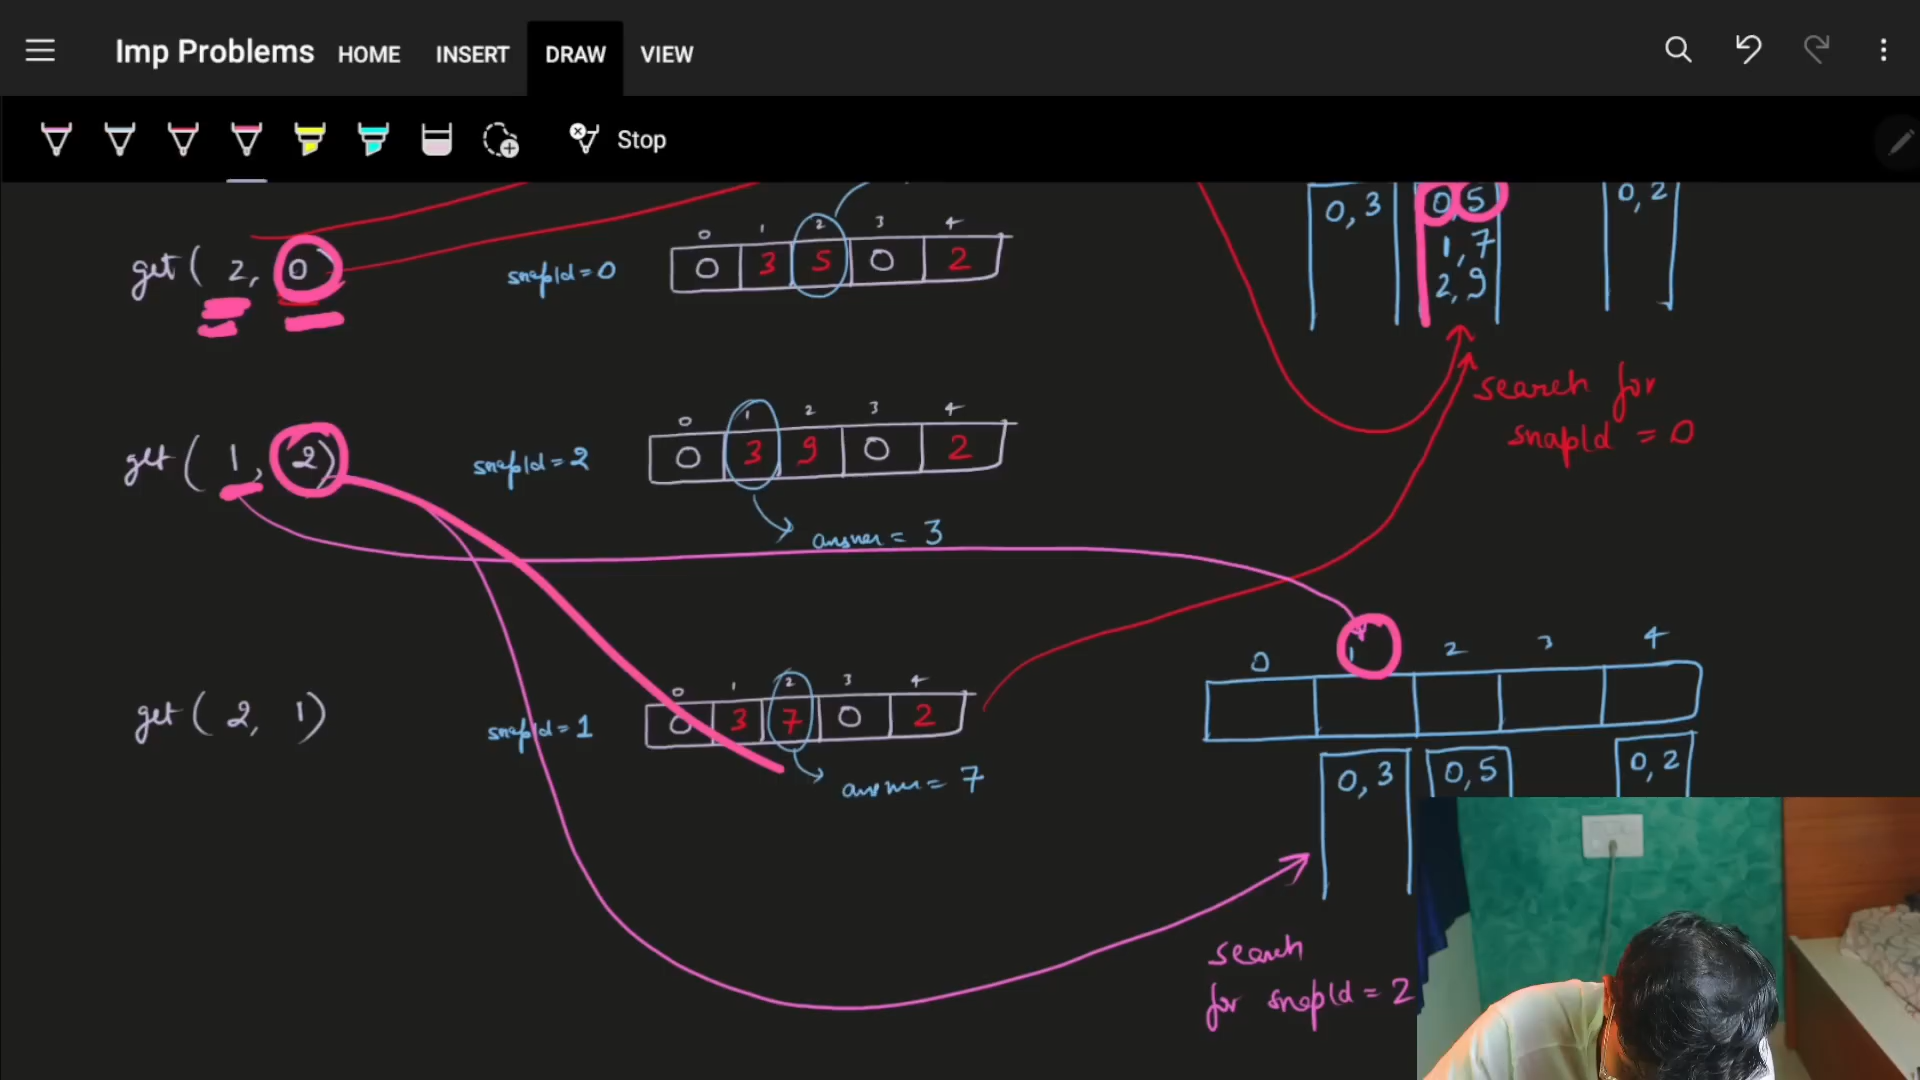 Imp Problems HOME INSERT DRAW VIEW
Stop
get ( 2, 0 )
snapId = 0
0 1 2 3 4
0 3 5 0 2
0, 3
0, 5
1, 7
2, 9
0, 2
search for
snapId = 0
get ( 1, 2 )
snapId = 2
0 1 2 3 4
0 3 9 0 2
answer = 3
get ( 2, 1 )
snapId = 1
0 1 2 3 4
0 3 7 0 2
answer = 7
0 1 2 3 4
0, 3
0, 5
0, 2
search
for snapId = 2